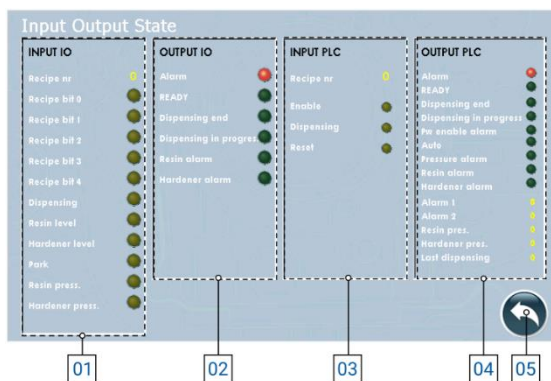 Input Output State
INPUT IO
Recipe nr 0
Recipe bit 0
Recipe bit 1
Recipe bit 2
Recipe bit 3
Recipe bit 4
Dispensing
Resin level
Hardener level
Park
Resin press.
Hardener press.
OUTPUT IO
Alarm
READY
Dispensing end
Dispensing in progres
Resin alarm
Hardener alarm
INPUT PLC
Recipe nr 0
Enable
Dispensing
Reset
OUTPUT PLC
Alarm
READY
Dispensing end
Dispensing in progress
Pw enable alarm
Auto
Pressure alarm
Resin alarm
Hardener alarm
Alarm 1 0
Alarm 2 0
Resin pres. 0
Hardener pres. 0
Last dispensing 0
01 02 03 04 05